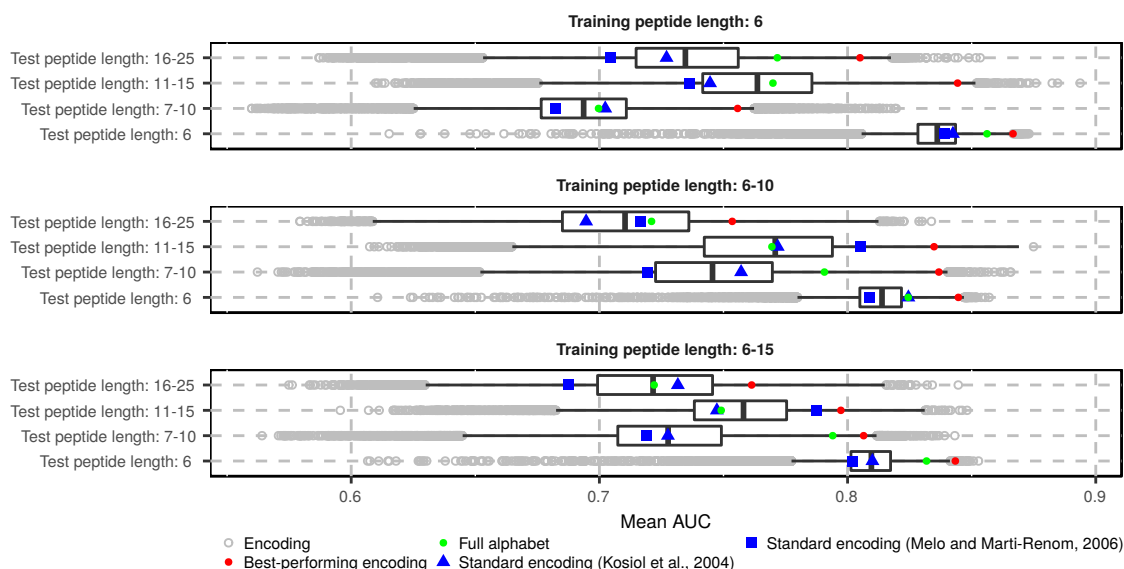 Training peptide length: 6
Test peptide length: 16-25
Test peptide length: 11-15
Test peptide length: 7-10
Test peptide length: 6
Training peptide length: 6-10
Test peptide length: 16-25
Test peptide length: 11-15
Test peptide length: 7-10
Test peptide length: 6
Training peptide length: 6-15
Test peptide length: 16-25
Test peptide length: 11-15
Test peptide length: 7-10
Test peptide length: 6
0.6 0.7 0.8 0.9
Mean AUC
Encoding Full alphabet Standard encoding (Melo and Marti-Renom, 2006)
Best-performing encoding Standard encoding (Kosiol et al., 2004)